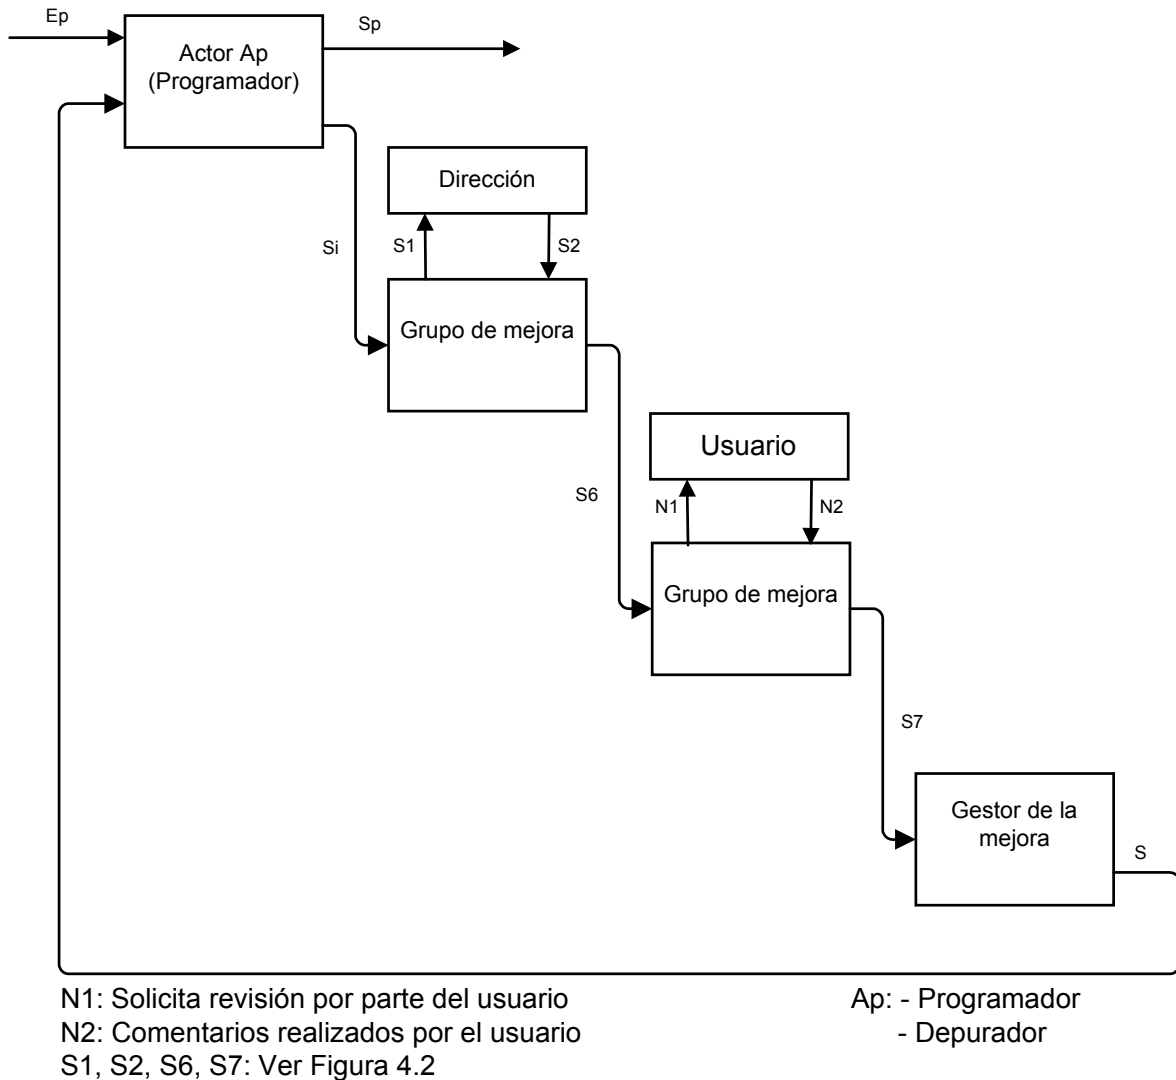 Ep
Sp
Actor Ap
(Programador)
Dirección
Si
S1
S2
Grupo de mejora
Usuario
S6
N1
N2
Grupo de mejora
S7
Gestor de la
mejora
S
N1: Solicita revisión por parte del usuario
Ap: - Programador
N2: Comentarios realizados por el usuario
- Depurador
S1, S2, S6, S7: Ver Figura 4.2